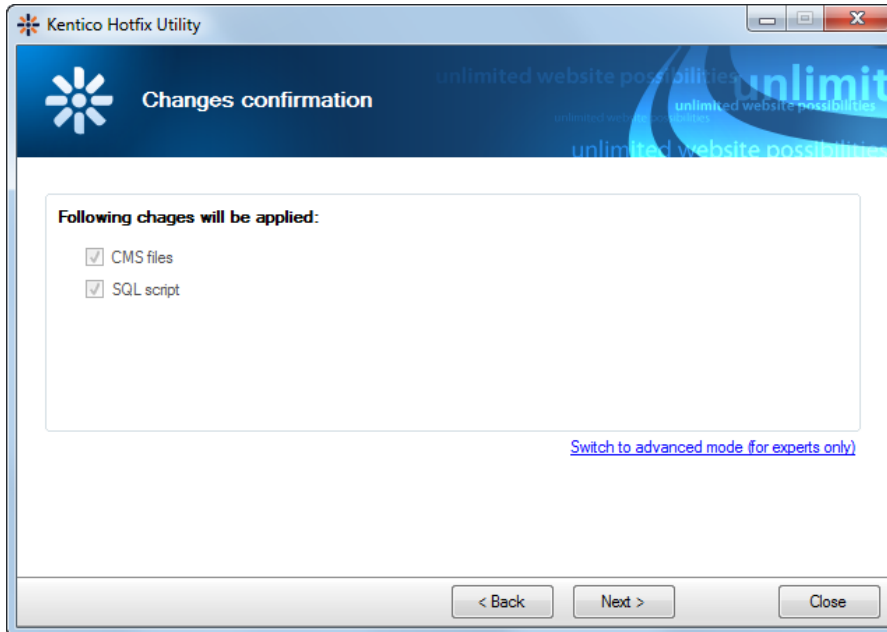 Kentico Hotfix Utility
Changes confirmation
unlimited website possibilities
unlimit
unlimited website possibilities
unlimited website possibilities
unlimited website possibilities
Following chages will be applied:
CMS files
SQL script
Switch to advanced mode (for experts only)
< Back
Next >
Close